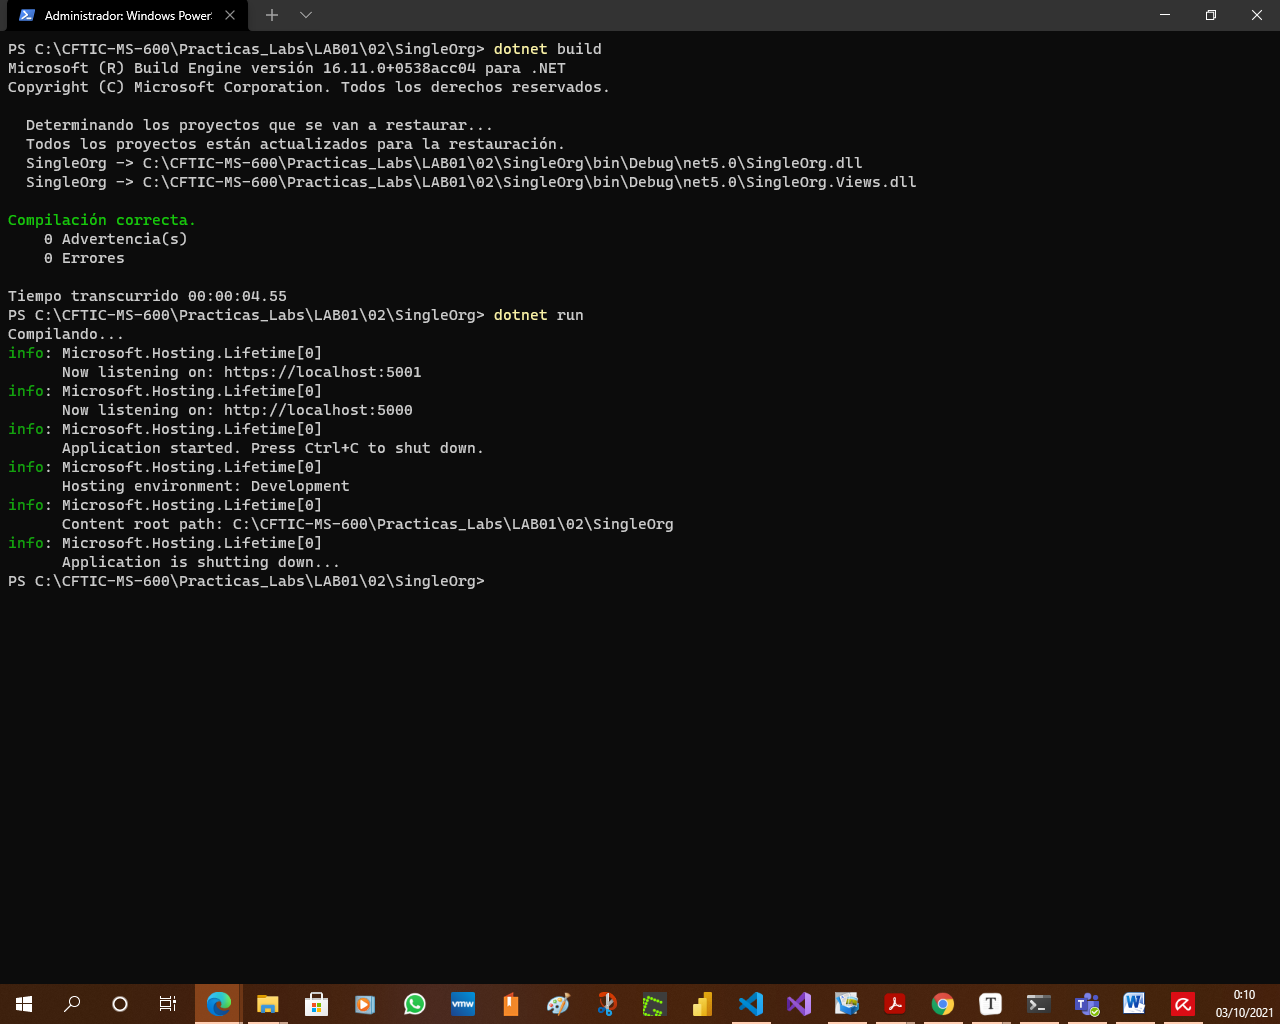 Administrador: Windows Power
PS C:\CFTIC-MS-600\Practicas_Labs\LAB01\02\SingleOrg> dotnet build
Microsoft (R) Build Engine versión 16.11.0+0538acc04 para .NET
Copyright (C) Microsoft Corporation. Todos los derechos reservados.
Determinando los proyectos que se van a restaurar...
Todos los proyectos están actualizados para la restauración.
SingleOrg -> C:\CFTIC-MS-600\Practicas_Labs\LAB01\02\SingleOrg\bin\Debug\net5.0\SingleOrg.dll
SingleOrg -> C:\CFTIC-MS-600\Practicas_Labs\LAB01\02\SingleOrg\bin\Debug\net5.0\SingleOrg.Views.dll
Compilación correcta.
0 Advertencia(s)
0 Errores
Tiempo transcurrido 00:00:04.55
PS C:\CFTIC-MS-600\Practicas_Labs\LAB01\02\SingleOrg> dotnet run
Compilando...
info: Microsoft.Hosting.Lifetime[0]
Now listening on: https://localhost:5001
info: Microsoft.Hosting.Lifetime[0]
Now listening on: http://localhost:5000
info: Microsoft.Hosting.Lifetime[0]
Application started. Press Ctrl+C to shut down.
info: Microsoft.Hosting.Lifetime[0]
Hosting environment: Development
info: Microsoft.Hosting.Lifetime[0]
Content root path: C:\CFTIC-MS-600\Practicas_Labs\LAB01\02\SingleOrg
info: Microsoft.Hosting.Lifetime[0]
Application is shutting down...
PS C:\CFTIC-MS-600\Practicas_Labs\LAB01\02\SingleOrg>
vmw
T
0:10
03/10/2021